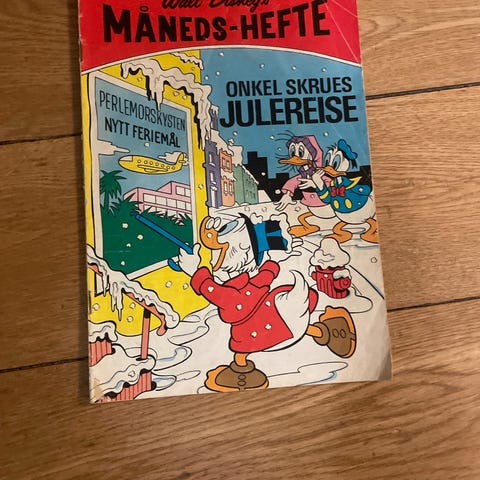 Walt Disney's
MÅNEDS-HEFTE
ONKEL SKRUES
JULEREISE
PERLEMORSKYSTEN
NYTT FERIEMÅL